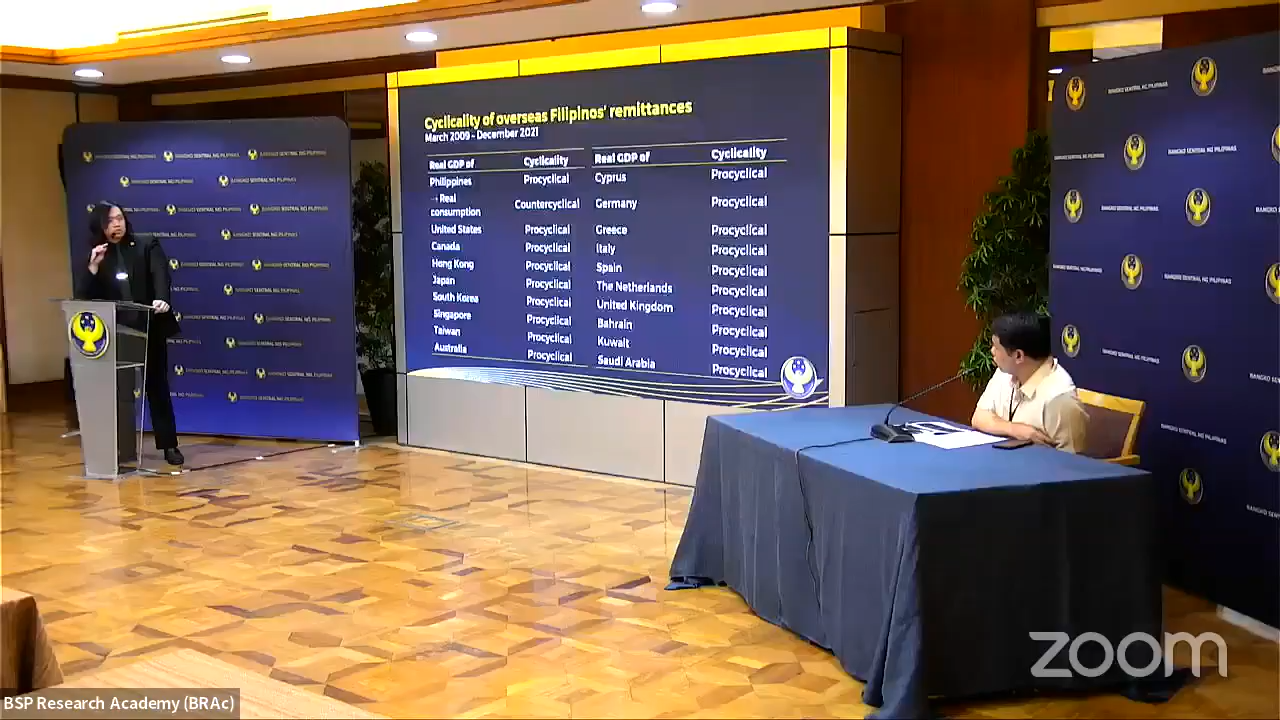 Cyclicality of overseas Filipinos' remittances
March 2009 - December 2021
Real GDP of Cyclicality Real GDP of Cyclicality
Philippines Procyclical Cyprus Procyclical
→ Real consumption Countercyclical Germany Procyclical
United States Procyclical Greece Procyclical
Canada Procyclical Italy Procyclical
Hong Kong Procyclical Spain Procyclical
Japan Procyclical The Netherlands Procyclical
South Korea Procyclical United Kingdom Procyclical
Singapore Procyclical Bahrain Procyclical
Taiwan Procyclical Kuwait Procyclical
Australia Procyclical Saudi Arabia Procyclical
BANGKO SENTRAL NG PILIPINAS
zoom
BSP Research Academy (BRAc)